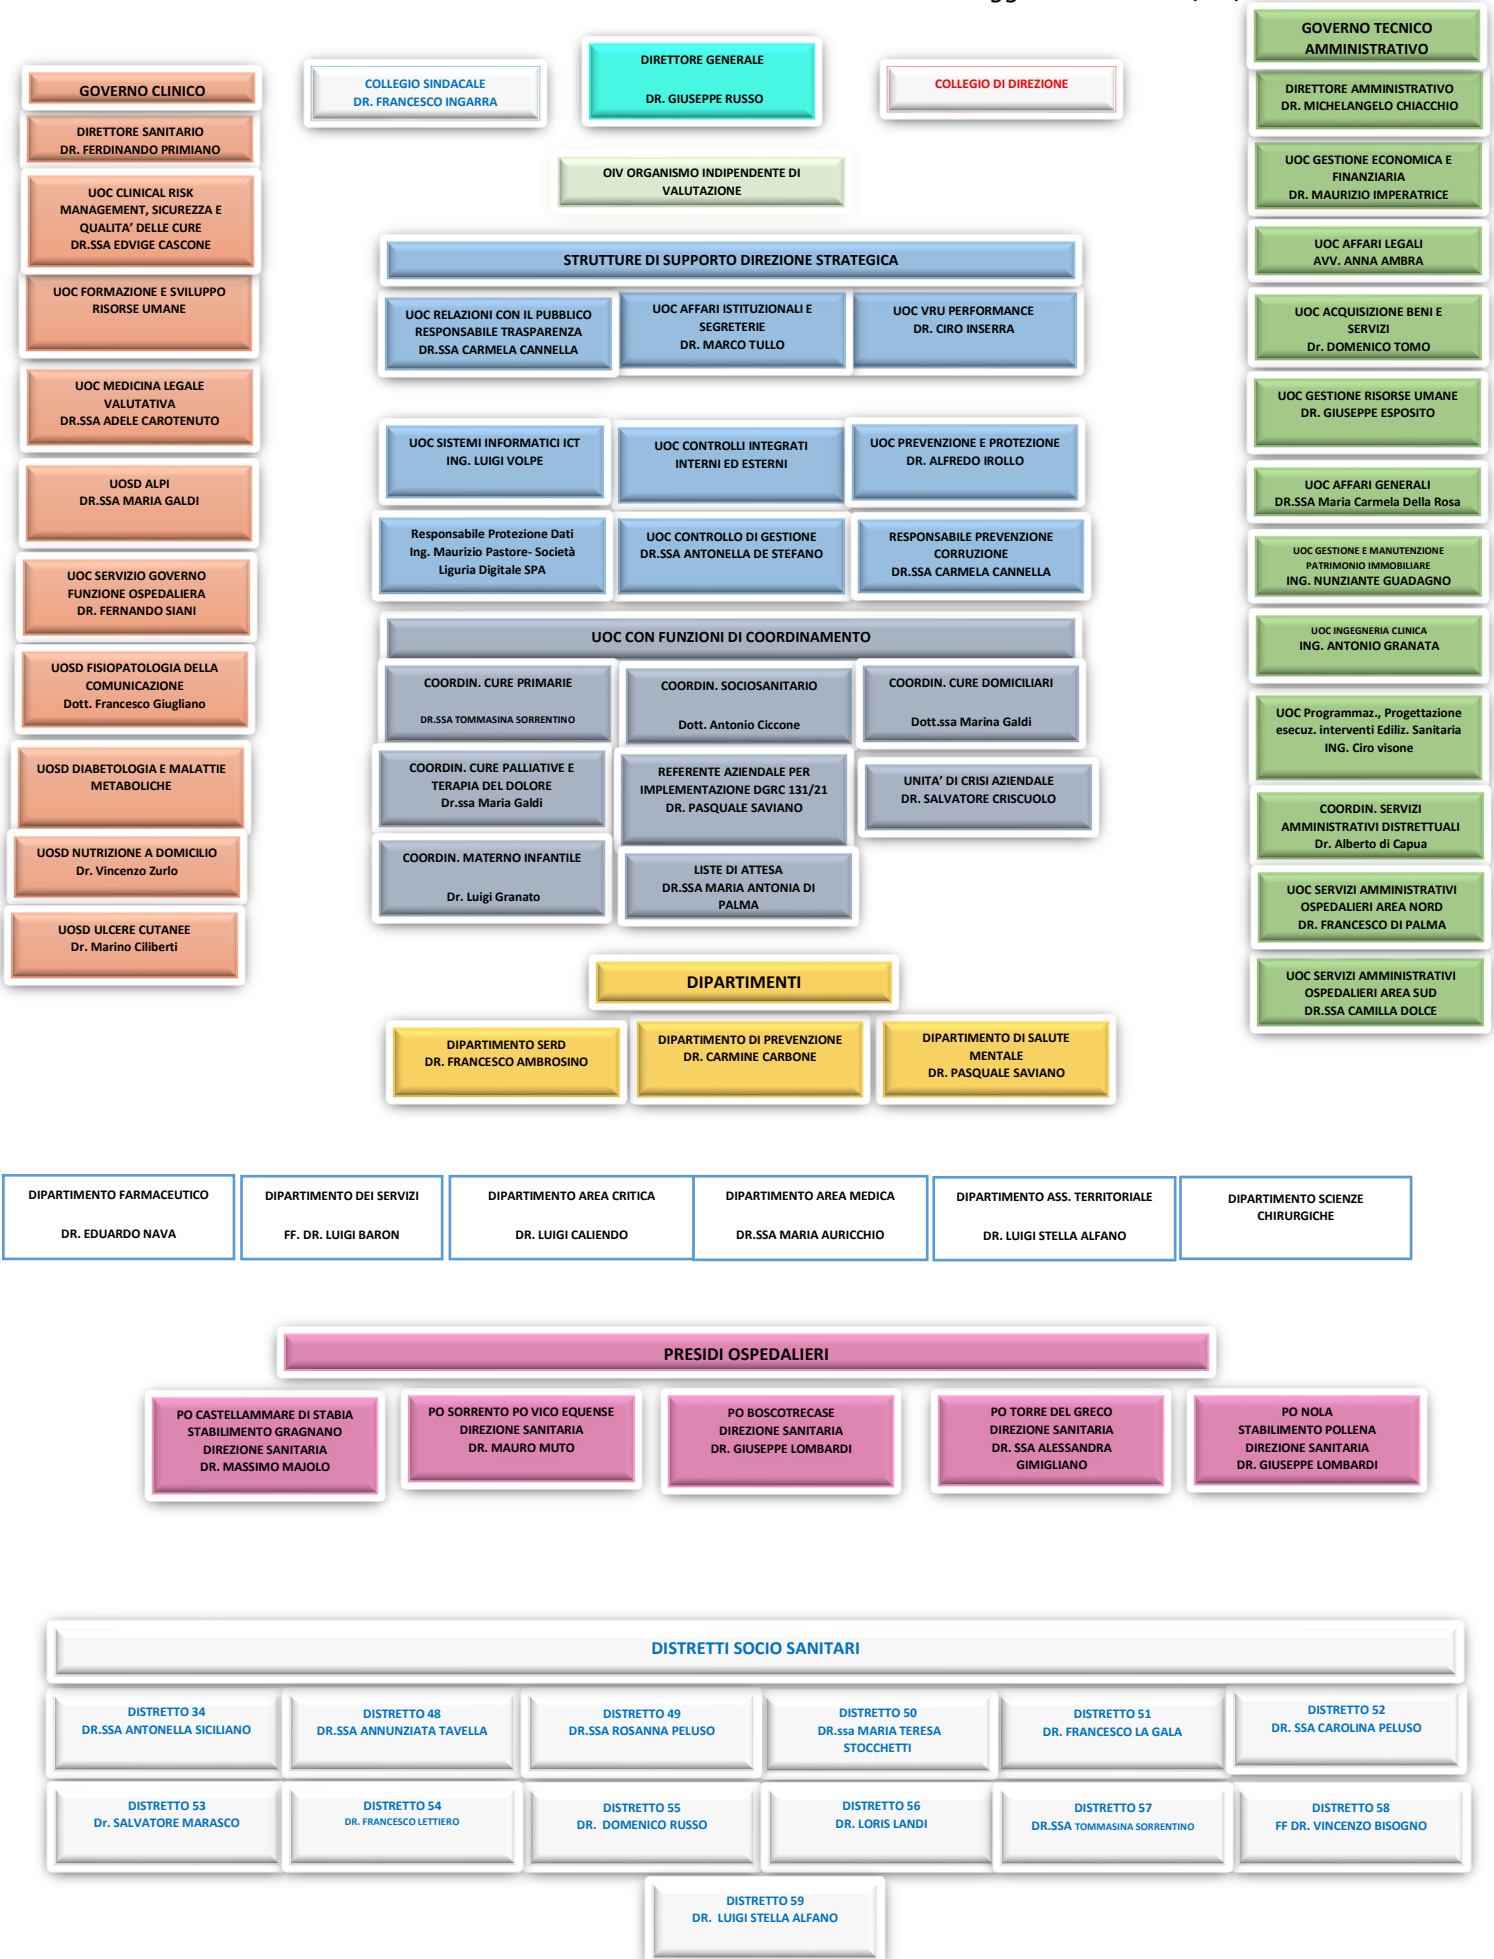 GOVERNO CLINICO
DIRETTORE SANITARIO
DR. FERDINANDO PRIMIANO
UOC CLINICAL RISK
MANAGEMENT, SICUREZZA E
QUALITA' DELLE CURE
DR.SSA EDVIGE CASCONE
UOC FORMAZIONE E SVILUPPO
RISORSE UMANE
UOC MEDICINA LEGALE
VALUTATIVA
DR.SSA ADELE CAROTENUTO
UOSD ALPI
DR.SSA MARIA GALDI
UOC SERVIZIO GOVERNO
FUNZIONE OSPEDALIERA
DR. FERNANDO SIANI
UOSD FISIOPATOLOGIA DELLA
COMUNICAZIONE
Dott. Francesco Giugliano
UOSD DIABETOLOGIA E MALATTIE
METABOLICHE
UOSD NUTRIZIONE A DOMICILIO
Dr. Vincenzo Zurlo
UOSD ULCERE CUTANEE
Dr. Marino Ciliberti
COLLEGIO SINDACALE
DR. FRANCESCO INGARRA
DIRETTORE GENERALE
DR. GIUSEPPE RUSSO
COLLEGIO DI DIREZIONE
OIV ORGANISMO INDIPENDENTE DI
VALUTAZIONE
STRUTTURE DI SUPPORTO DIREZIONE STRATEGICA
UOC RELAZIONI CON IL PUBBLICO
RESPONSABILE TRASPARENZA
DR.SSA CARMELA CANNELLA
UOC AFFARI ISTITUZIONALI E
SEGRETERIE
DR. MARCO TULLO
UOC VRU PERFORMANCE
DR. CIRO INSERRA
UOC SISTEMI INFORMATICI ICT
ING. LUIGI VOLPE
UOC CONTROLLI INTEGRATI
INTERNI ED ESTERNI
UOC PREVENZIONE E PROTEZIONE
DR. ALFREDO IROLLO
Responsabile Protezione Dati
Ing. Maurizio Pastore- Società
Liguria Digitale SPA
UOC CONTROLLO DI GESTIONE
DR.SSA ANTONELLA DE STEFANO
RESPONSABILE PREVENZIONE
CORRUZIONE
DR.SSA CARMELA CANNELLA
UOC CON FUNZIONI DI COORDINAMENTO
COORDIN. CURE PRIMARIE
DR.SSA TOMMASINA SORRENTINO
COORDIN. SOCIOSANITARIO
Dott. Antonio Ciccone
COORDIN. CURE DOMICILIARI
Dott.ssa Marina Galdi
COORDIN. CURE PALLIATIVE E
TERAPIA DEL DOLORE
Dr.ssa Maria Galdi
REFERENTE AZIENDALE PER
IMPLEMENTAZIONE DGRC 131/21
DR. PASQUALE SAVIANO
UNITA' DI CRISI AZIENDALE
DR. SALVATORE CRISCUOLO
COORDIN. MATERNO INFANTILE
Dr. Luigi Granato
LISTE DI ATTESA
DR.SSA MARIA ANTONIA DI
PALMA
GOVERNO TECNICO
AMMINISTRATIVO
DIRETTORE AMMINISTRATIVO
DR. MICHELANGELO CHIACCHIO
UOC GESTIONE ECONOMICA E
FINANZIARIA
DR. MAURIZIO IMPERATRICE
UOC AFFARI LEGALI
AVV. ANNA AMBRA
UOC ACQUISIZIONE BENI E
SERVIZI
Dr. DOMENICO TOMO
UOC GESTIONE RISORSE UMANE
DR. GIUSEPPE ESPOSITO
UOC AFFARI GENERALI
DR.SSA Maria Carmela Della Rosa
UOC GESTIONE E MANUTENZIONE
PATRIMONIO IMMOBILIARE
ING. NUNZIANTE GUADAGNO
UOC INGEGNERIA CLINICA
ING. ANTONIO GRANATA
UOC Programmaz., Progettazione
esecuz. interventi Ediliz. Sanitaria
ING. Ciro visone
COORDIN. SERVIZI
AMMINISTRATIVI DISTRETTUALI
Dr. Alberto di Capua
UOC SERVIZI AMMINISTRATIVI
OSPEDALIERI AREA NORD
DR. FRANCESCO DI PALMA
UOC SERVIZI AMMINISTRATIVI
OSPEDALIERI AREA SUD
DR.SSA CAMILLA DOLCE
DIPARTIMENTI
DIPARTIMENTO SERD
DR. FRANCESCO AMBROSINO
DIPARTIMENTO DI PREVENZIONE
DR. CARMINE CARBONE
DIPARTIMENTO DI SALUTE
MENTALE
DR. PASQUALE SAVIANO
DIPARTIMENTO FARMACEUTICO
DR. EDUARDO NAVA
DIPARTIMENTO DEI SERVIZI
FF. DR. LUIGI BARON
DIPARTIMENTO AREA CRITICA
DR. LUIGI CALIENDO
DIPARTIMENTO AREA MEDICA
DR.SSA MARIA AURICCHIO
DIPARTIMENTO ASS. TERRITORIALE
DR. LUIGI STELLA ALFANO
DIPARTIMENTO SCIENZE
CHIRURGICHE
PRESIDI OSPEDALIERI
PO CASTELLAMMARE DI STABIA
STABILIMENTO GRAGNANO
DIREZIONE SANITARIA
DR. MASSIMO MAJOLO
PO SORRENTO PO VICO EQUENSE
DIREZIONE SANITARIA
DR. MAURO MUTO
PO BOSCOTRECASE
DIREZIONE SANITARIA
DR. GIUSEPPE LOMBARDI
PO TORRE DEL GRECO
DIREZIONE SANITARIA
DR. SSA ALESSANDRA
GIMIGLIANO
PO NOLA
STABILIMENTO POLLENA
DIREZIONE SANITARIA
DR. GIUSEPPE LOMBARDI
DISTRETTI SOCIO SANITARI
DISTRETTO 34
DR.SSA ANTONELLA SICILIANO
DISTRETTO 48
DR.SSA ANNUNZIATA TAVELLA
DISTRETTO 49
DR.SSA ROSANNA PELUSO
DISTRETTO 50
DR.ssa MARIA TERESA
STOCCHETTI
DISTRETTO 51
DR. FRANCESCO LA GALA
DISTRETTO 52
DR. SSA CAROLINA PELUSO
DISTRETTO 53
Dr. SALVATORE MARASCO
DISTRETTO 54
DR. FRANCESCO LETTIERO
DISTRETTO 55
DR. DOMENICO RUSSO
DISTRETTO 56
DR. LORIS LANDI
DISTRETTO 57
DR.SSA TOMMASINA SORRENTINO
DISTRETTO 58
FF DR. VINCENZO BISOGNO
DISTRETTO 59
DR. LUIGI STELLA ALFANO